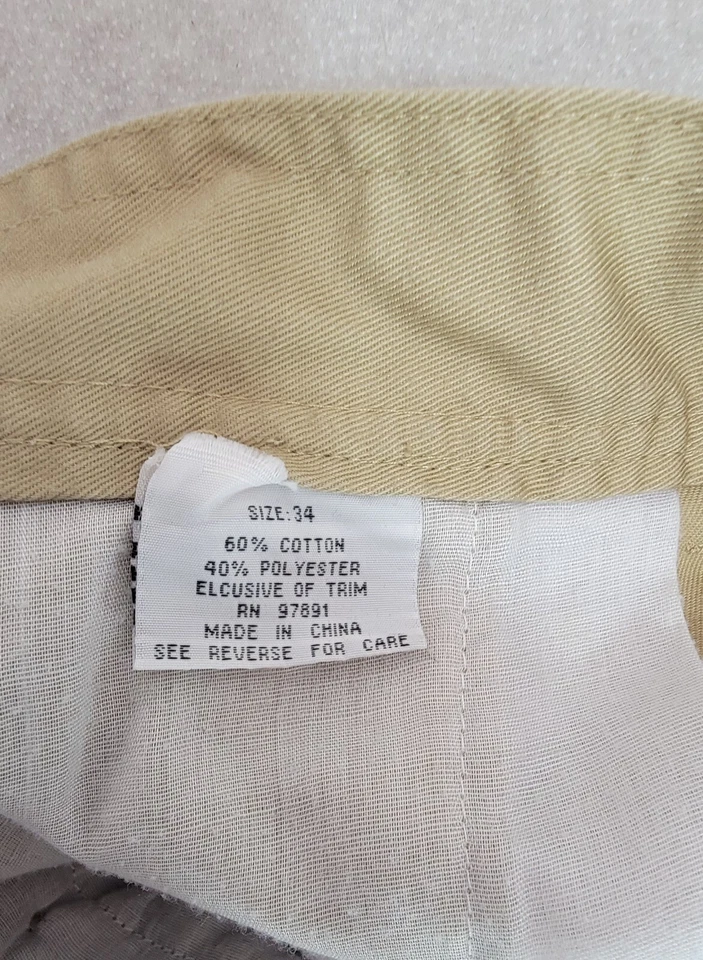 SIZE:34
60% COTTON
40% POLYESTER
ELCUSIVE OF TRIM
RN 97891
MADE IN CHINA
SEE REVERSE FOR CARE